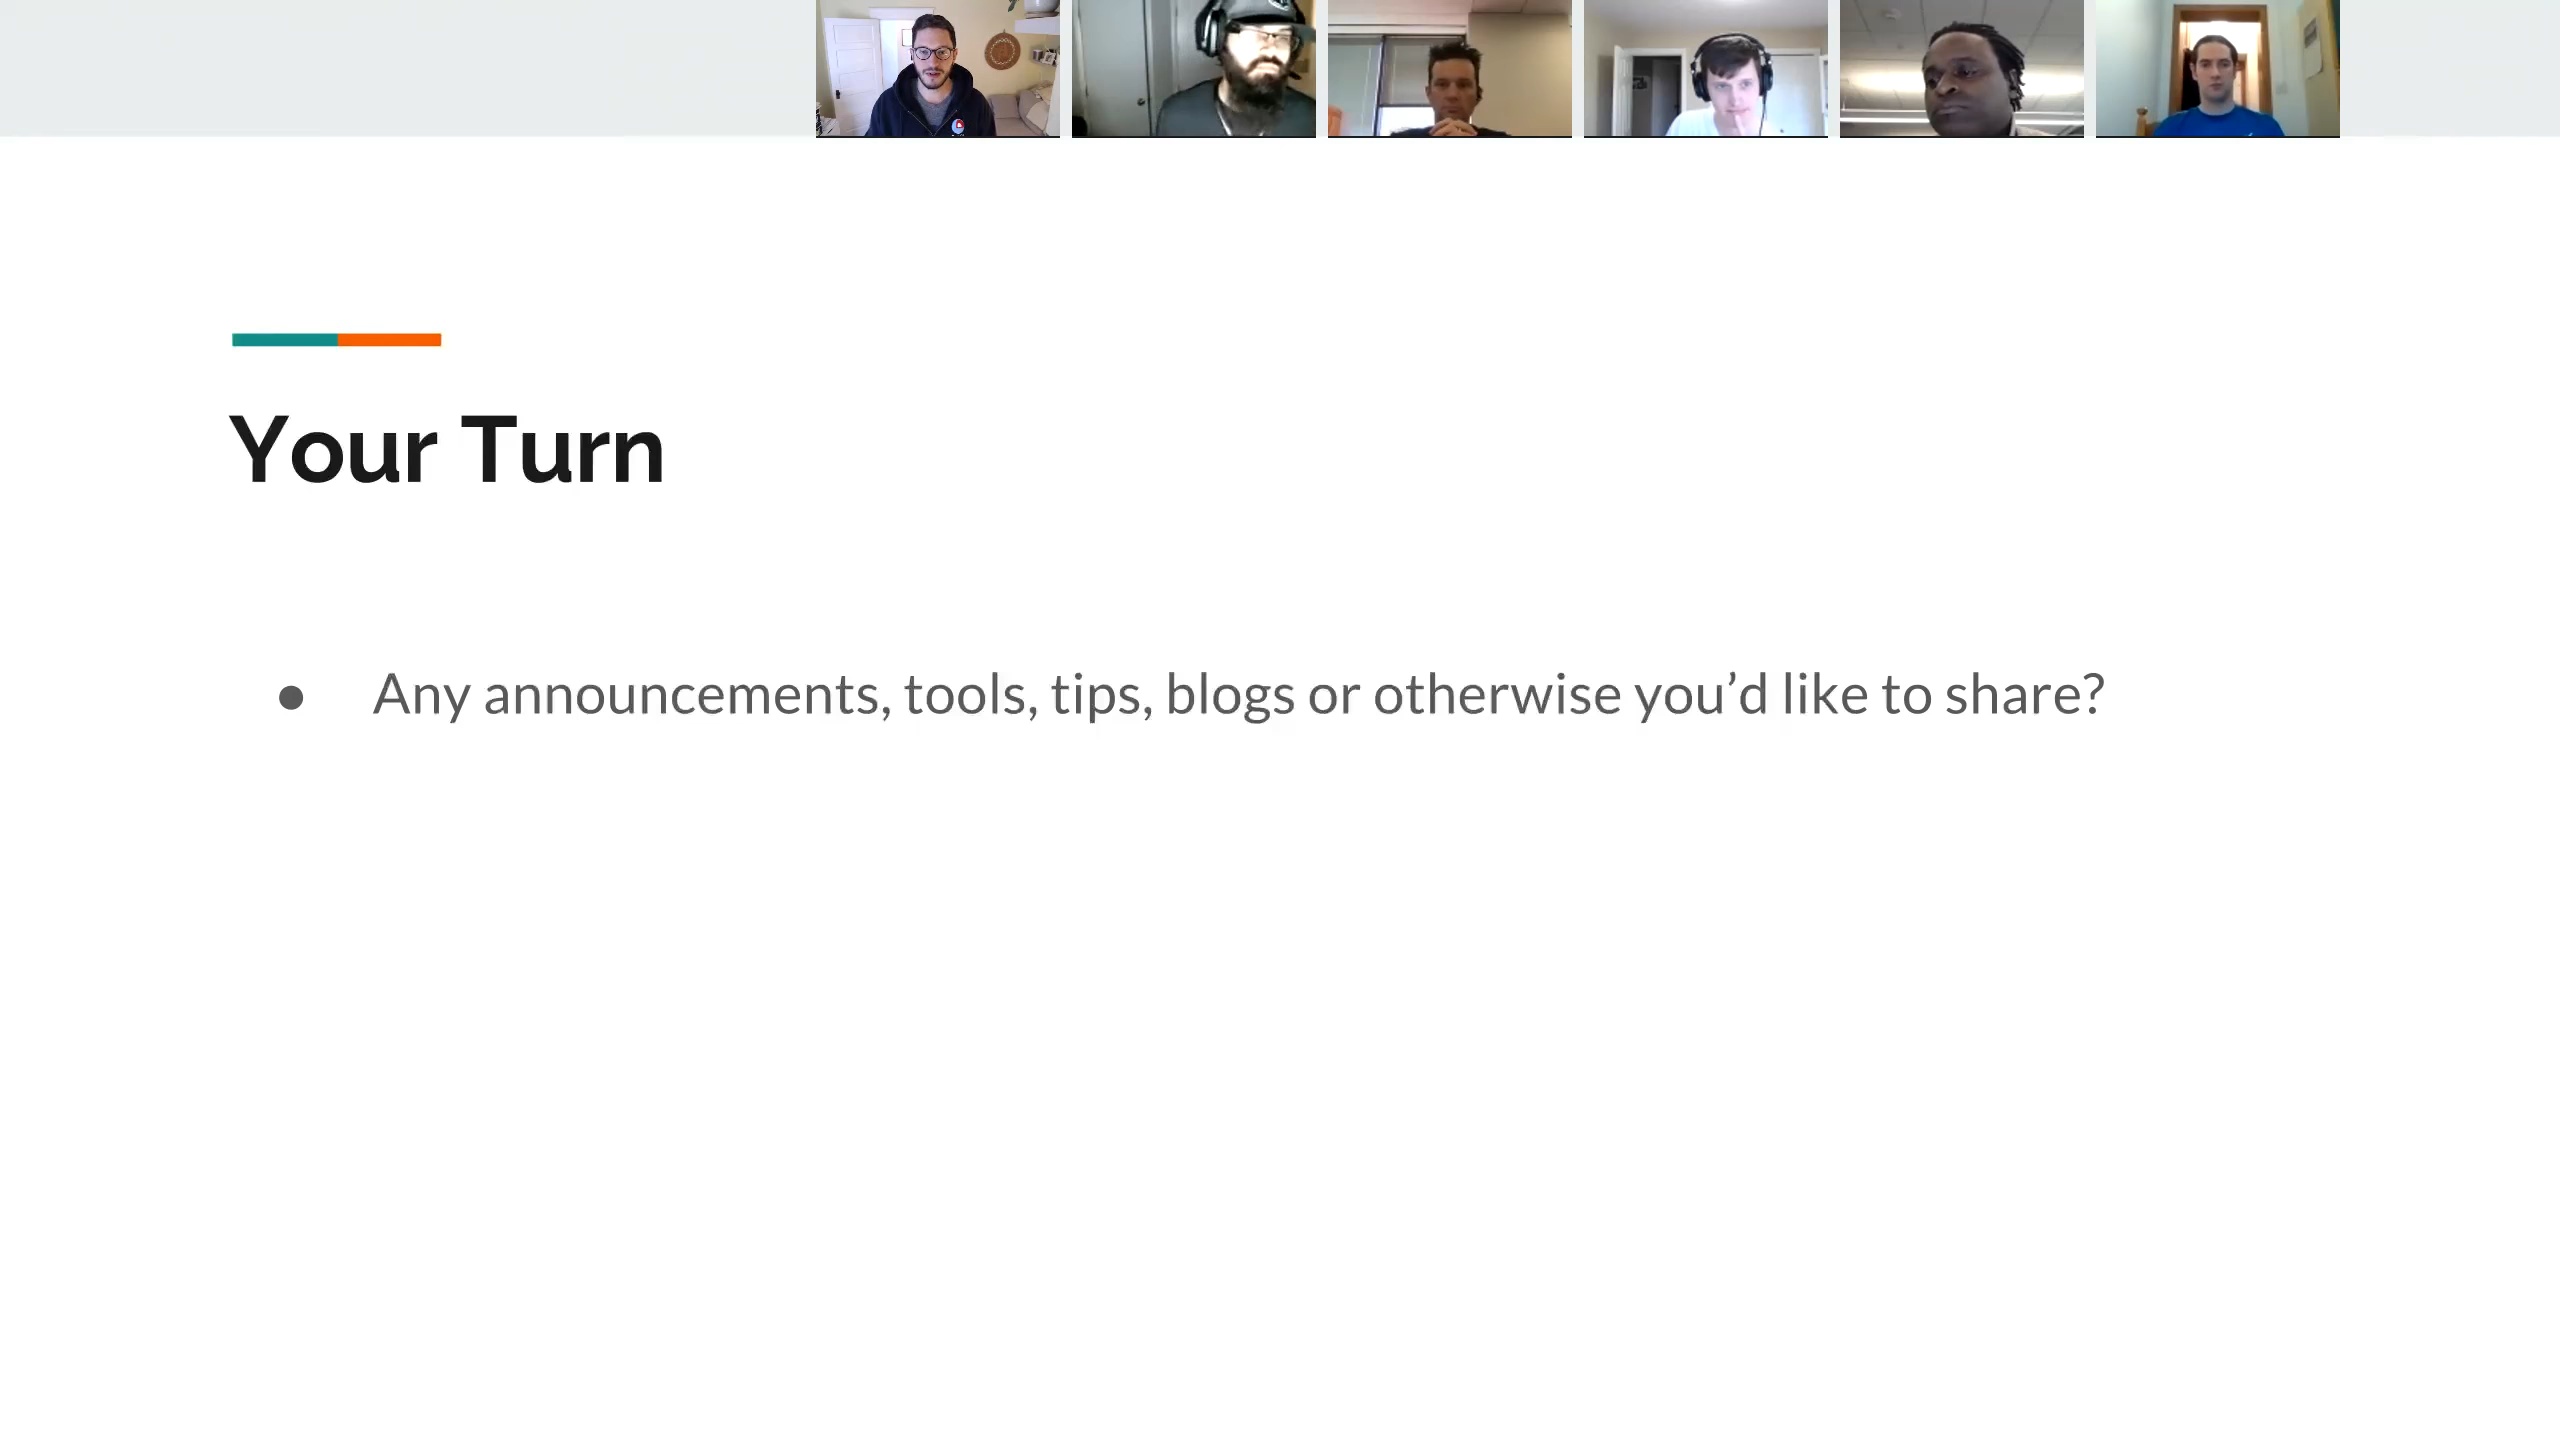 Your Turn
● Any announcements, tools, tips, blogs or otherwise you’d like to share?